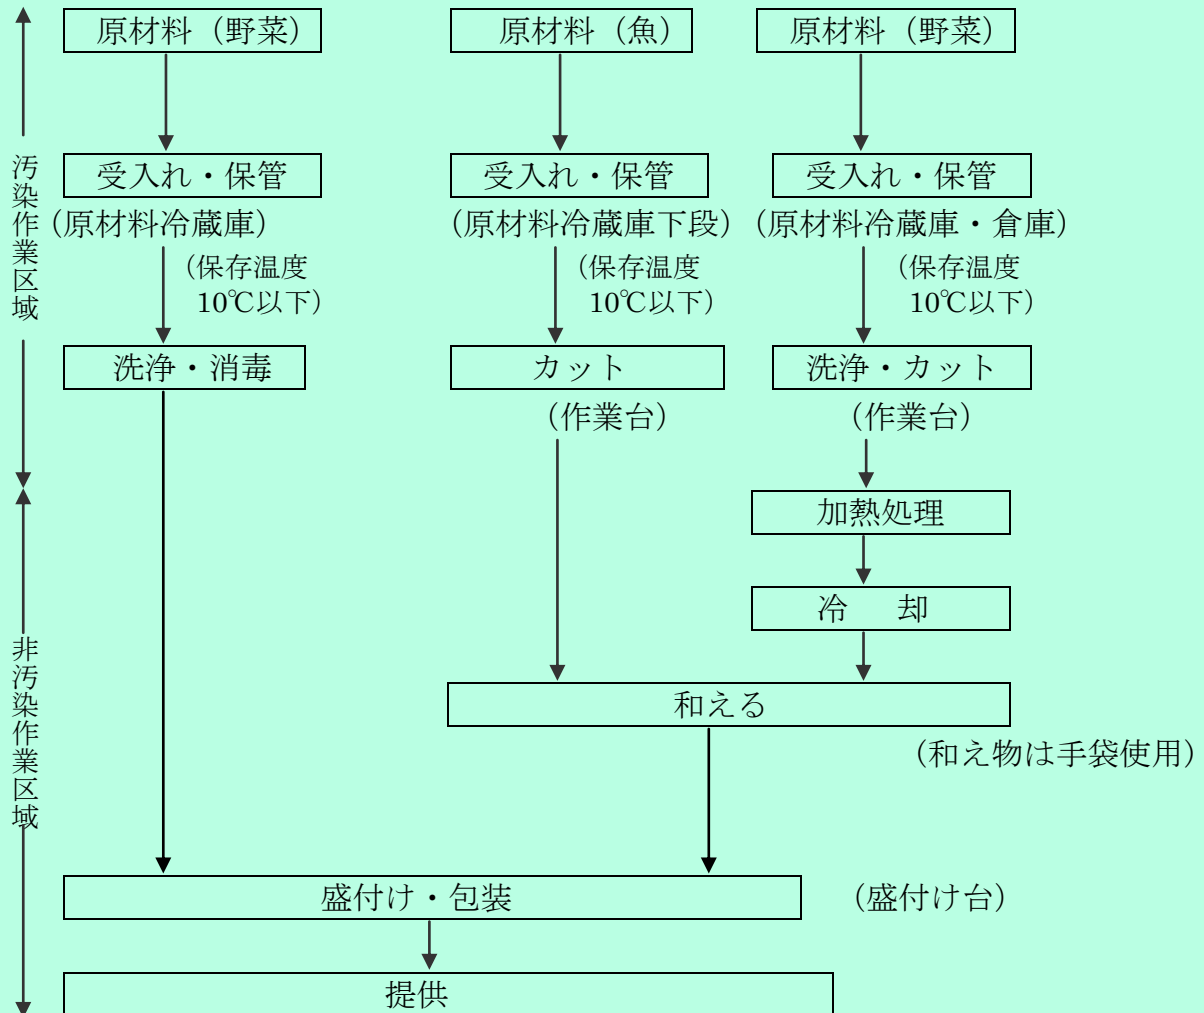 原材料（野菜）
原材料（魚）
原材料（野菜）
受入れ・保管
受入れ・保管
受入れ・保管
（原材料冷蔵庫）
（原材料冷蔵庫下段）
（原材料冷蔵庫・倉庫）
（保存温度
10℃以下）
（保存温度
10℃以下）
（保存温度
10℃以下）
汚染作業区域
洗浄・消毒
カット
洗浄・カット
（作業台）
（作業台）
加熱処理
冷 却
和える
（和え物は手袋使用）
非汚染作業区域
盛付け・包装
（盛付け台）
提供